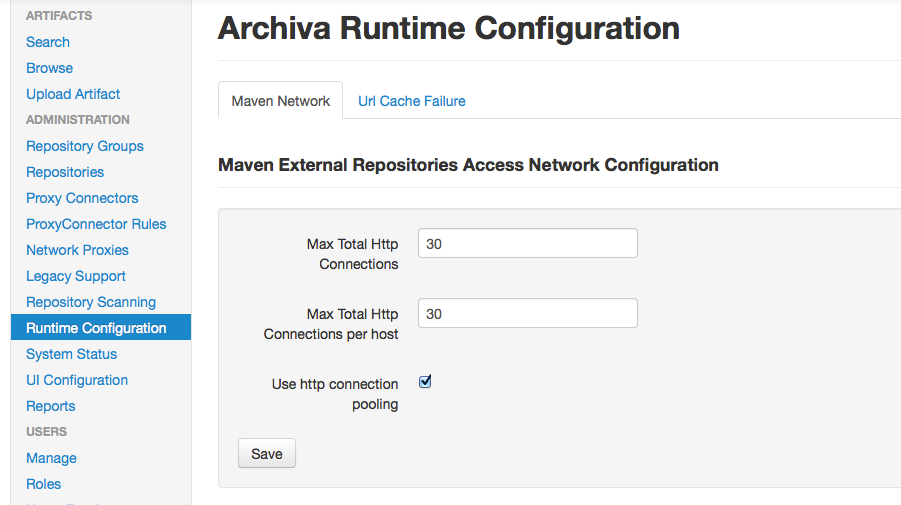 ARTIFACTS
Search
Browse
Upload Artifact
ADMINISTRATION
Repository Groups
Repositories
Proxy Connectors
ProxyConnector Rules
Network Proxies
Legacy Support
Repository Scanning
Runtime Configuration
System Status
UI Configuration
Reports
USERS
Manage
Roles
Archiva Runtime Configuration
Maven Network
Url Cache Failure
Maven External Repositories Access Network Configuration
Max Total Http
Connections
30
Max Total Http
Connections per host
30
Use http connection
pooling
Save